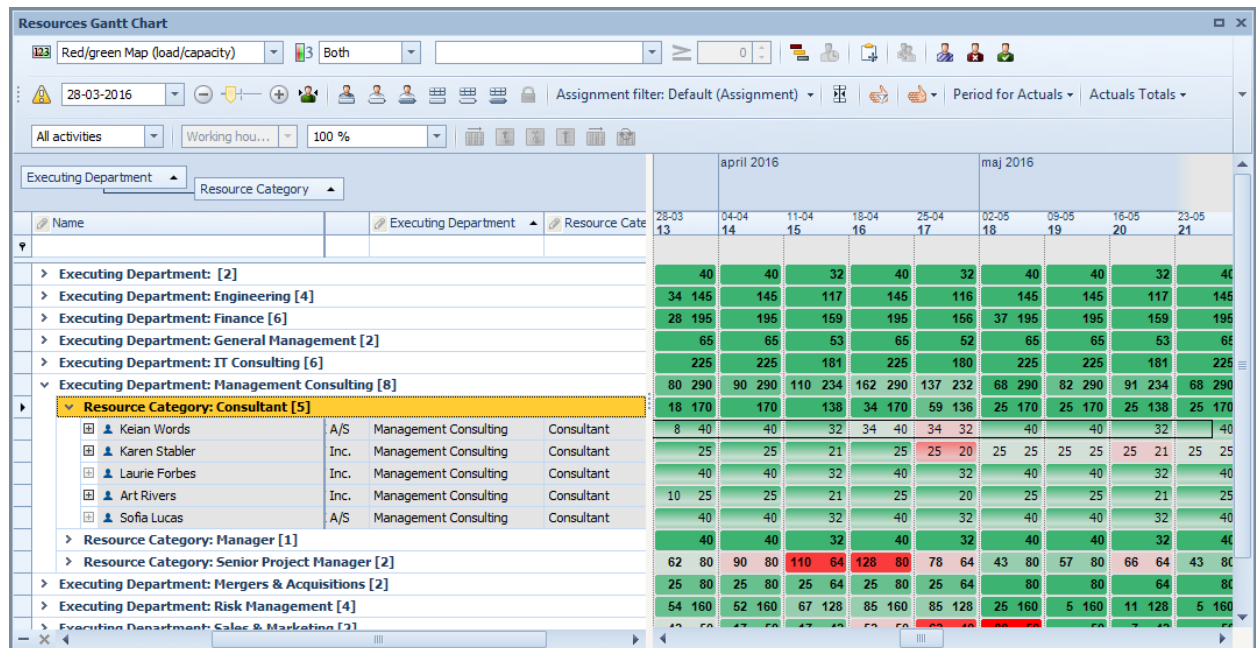 Resources Gantt Chart
123 Red/green Map (load/capacity) 3 Both 0
28-03-2016 Assignment filter: Default (Assignment) Period for Actuals Actuals Totals
All activities Working hou... 100 %
Executing Department
Resource Category
april 2016 maj 2016
Name Executing Department Resource Cate
28-03 04-04 11-04 18-04 25-04 02-05 09-05 16-05 23-05
13 14 15 16 17 18 19 20 21
Executing Department: [2] 40 40 32 40 32 40 40 32 40
Executing Department: Engineering [4] 34 145 145 117 145 116 145 145 117 145
Executing Department: Finance [6] 28 195 195 159 195 156 37 195 195 159 195
Executing Department: General Management [2] 65 65 53 65 52 65 65 53 65
Executing Department: IT Consulting [6] 225 225 181 225 180 225 225 181 225
Executing Department: Management Consulting [8] 80 290 90 290 110 234 162 290 137 232 68 290 82 290 91 234 68 290
Resource Category: Consultant [5] 18 170 170 138 34 170 59 136 25 170 25 170 25 138 25 170
Keian Words A/S Management Consulting Consultant 8 40 40 32 34 40 34 32 40 40 32 40
Karen Stabler Inc. Management Consulting Consultant 25 25 21 25 25 20 25 25 25 25 25 21 25 25
Laurie Forbes Management Consulting Consultant 40 40 32 40 32 40 40 32 40
Art Rivers Inc. Management Consulting Consultant 10 25 25 21 25 20 25 25 21 25
Sofia Lucas A/S Management Consulting Consultant 40 40 32 40 32 40 40 32 40
Resource Category: Manager [1] 40 40 32 40 32 40 40 32 40
Resource Category: Senior Project Manager [2] 62 80 90 80 110 64 128 80 78 64 43 80 57 80 66 64 43 80
Executing Department: Mergers & Acquisitions [2] 25 80 25 80 25 64 25 80 25 64 80 80 64 80
Executing Department: Risk Management [4] 54 160 52 160 67 128 85 160 85 128 25 160 5 160 11 128 5 160
Executing Department: Sales & Marketing [2]